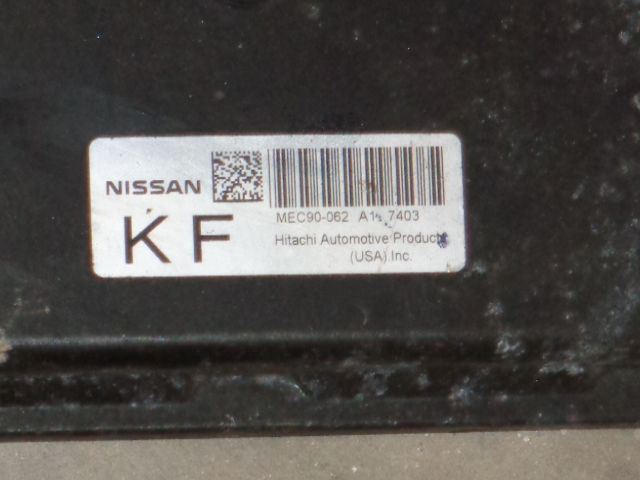 NISSAN
KF
MEC90-062 A1 7403
Hitachi Automotive Products
(USA),Inc.